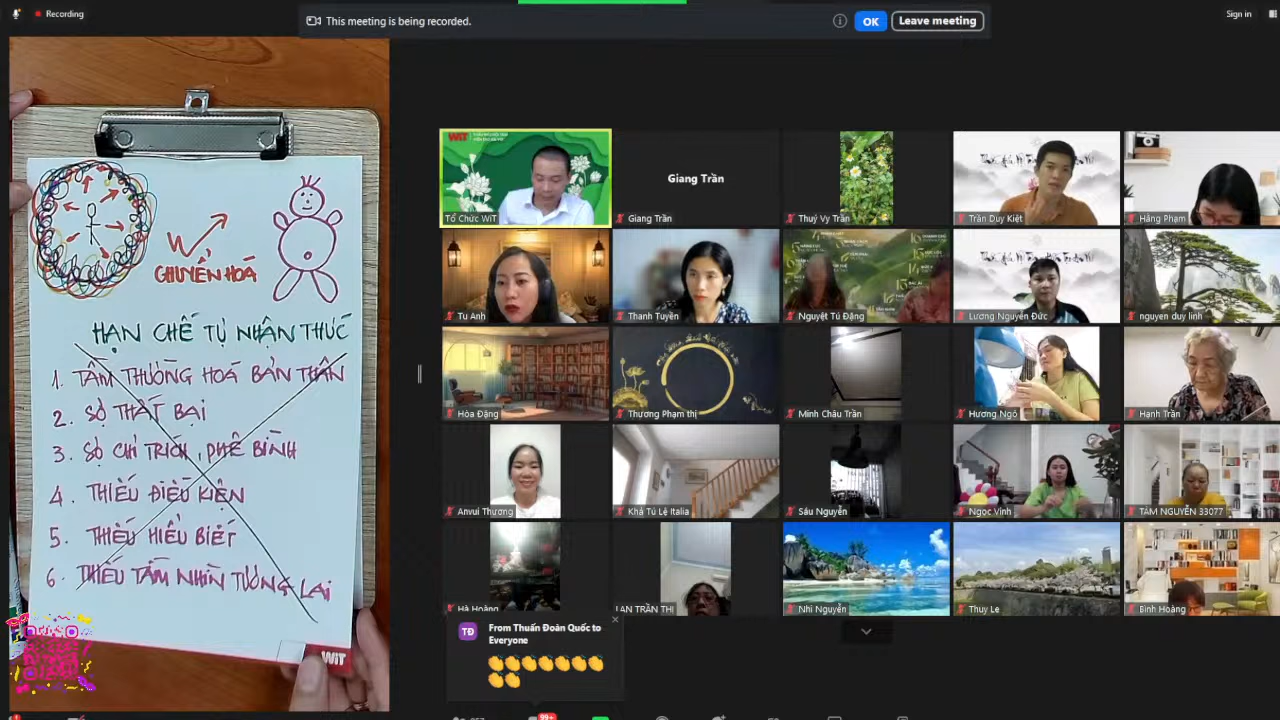 Recording
This meeting is being recorded.
OK
Leave meeting
Sign in
CHUYỂN HOÁ
HẠN CHẾ TỰ NHẬN THỨC
1. TẦM THƯỜNG HOÁ BẢN THÂN
2. SỢ THẤT BẠI
3. SỢ CHỈ TRÍCH, PHÊ BÌNH
4. THIẾU ĐIỀU KIỆN
5. THIẾU HIỂU BIẾT
6. THIẾU TẦM NHÌN TƯƠNG LAI
WiT
WiT
Tổ Chức WiT
Giang Trần
Giang Trần
Thuý Vy Trần
Trần Duy Kiệt
Hằng Phạm
Tu Anh
Thanh Tuyền
Nguyệt Tú Đặng
Lương Nguyên Đức
nguyen duy linh
Hòa Đặng
Thương Phạm thị
Minh Châu Trần
Hương Ngô
Hạnh Trần
Anvui Thương
Khả Tú Lệ Italia
Sáu Nguyễn
Ngọc Vinh
TÁM NGUYỄN 33077
Hà Hoàng
LAN TRẦN THỊ
Nhi Nguyễn
Thuy Le
Bình Hoàng
TĐ
From Thuấn Đoàn Quốc to
Everyone
99+